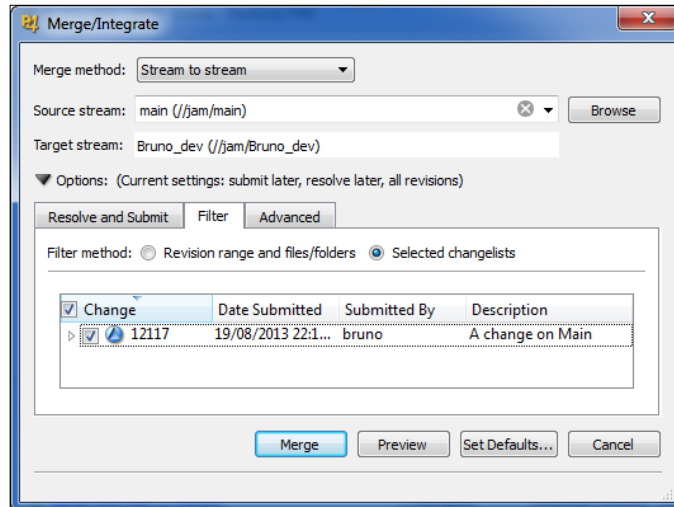 Merge/Integrate
Merge method: Stream to stream
Source stream: main (//jam/main) Browse
Target stream: Bruno_dev (//jam/Bruno_dev)
Options: (Current settings: submit later, resolve later, all revisions)
Resolve and Submit Filter Advanced
Filter method: Revision range and files/folders Selected changelists
Change Date Submitted Submitted By Description
12117 19/08/2013 22:1... bruno A change on Main
Merge Preview Set Defaults... Cancel